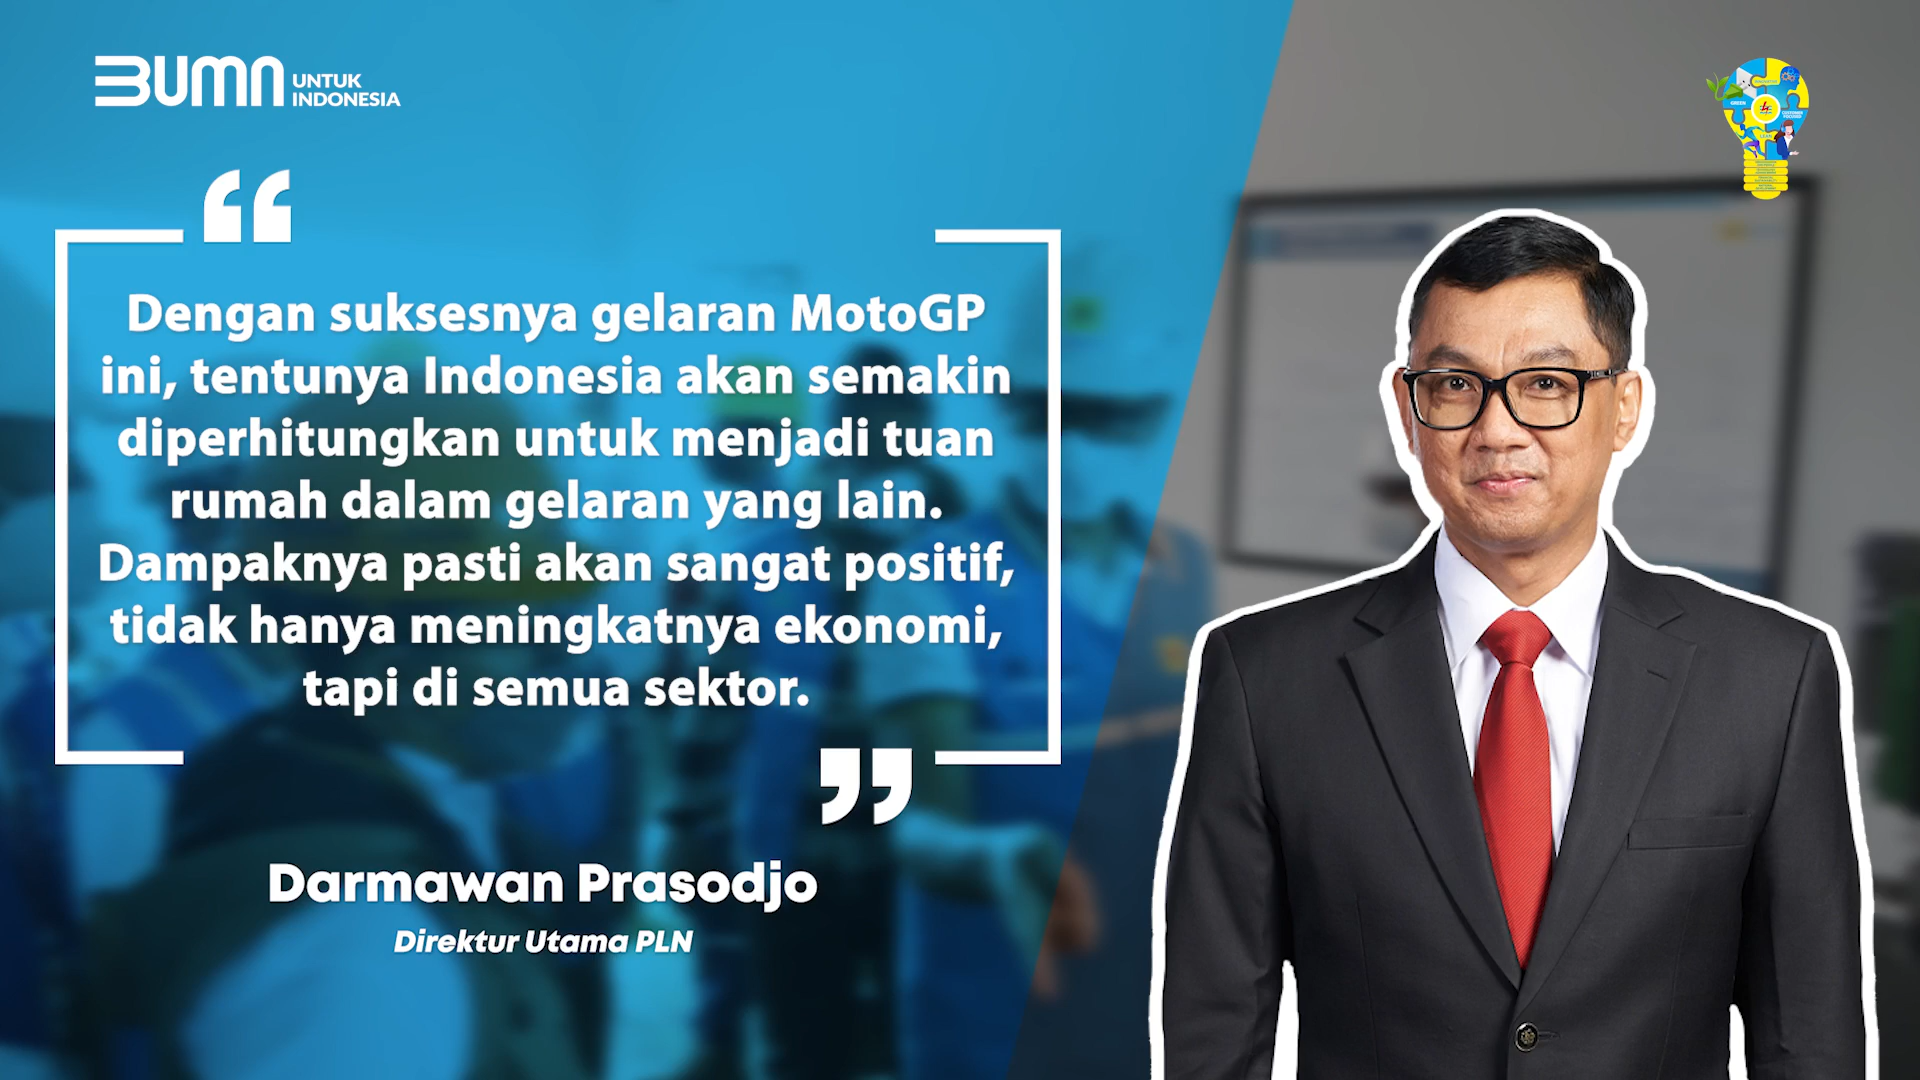 BUMN UNTUK
INDONESIA
“
Dengan suksesnya gelaran MotoGP
ini, tentunya Indonesia akan semakin
diperhitungkan untuk menjadi tuan
rumah dalam gelaran yang lain.
Dampaknya pasti akan sangat positif,
tidak hanya meningkatnya ekonomi,
tapi di semua sektor.
”
Darmawan Prasodjo
Direktur Utama PLN
GREEN
LEAN